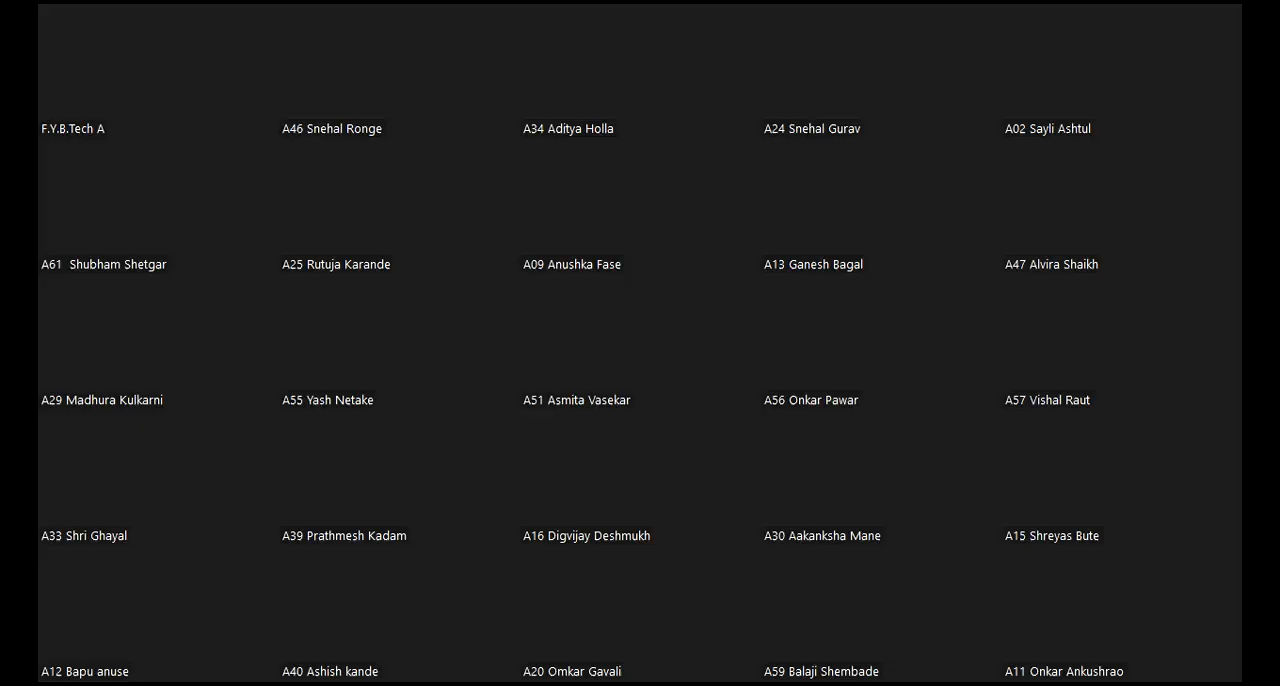 F.Y.B.Tech A
A46 Snehal Ronge
A34 Aditya Holla
A24 Snehal Gurav
A02 Sayli Ashtul
A61  Shubham Shetgar
A25 Rutuja Karande
A09 Anushka Fase
A13 Ganesh Bagal
A47 Alvira Shaikh
A29 Madhura Kulkarni
A55 Yash Netake
A51 Asmita Vasekar
A56 Onkar Pawar
A57 Vishal Raut
A33 Shri Ghayal
A39 Prathmesh Kadam
A16 Digvijay Deshmukh
A30 Aakanksha Mane
A15 Shreyas Bute
A12 Bapu anuse
A40 Ashish kande
A20 Omkar Gavali
A59 Balaji Shembade
A11 Onkar Ankushrao